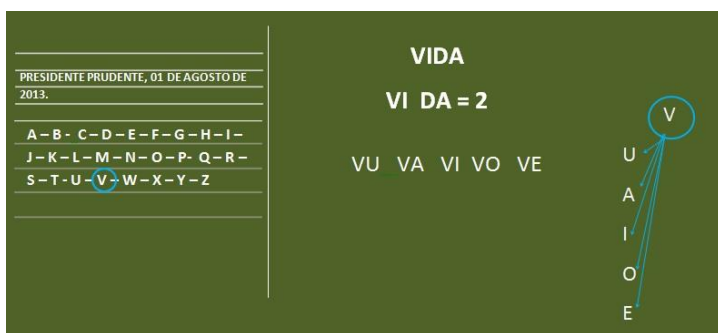 PRESIDENTE PRUDENTE, 01 DE AGOSTO DE
2013.
A – B - C – D – E – F – G – H – I –
J – K – L – M – N – O – P- Q – R –
S – T - U – V – W – X – Y – Z
VIDA
VI DA = 2
VU VA VI VO VE
V
U
A
I
O
E